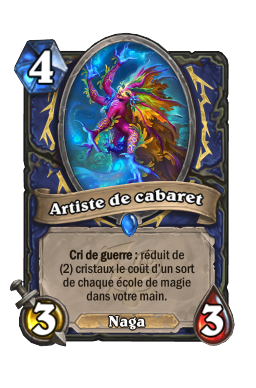 4
Artiste de cabaret
Cri de guerre : réduit de
(2) cristaux le coût d'un sort
de chaque école de magie
dans votre main.
3
Naga
3